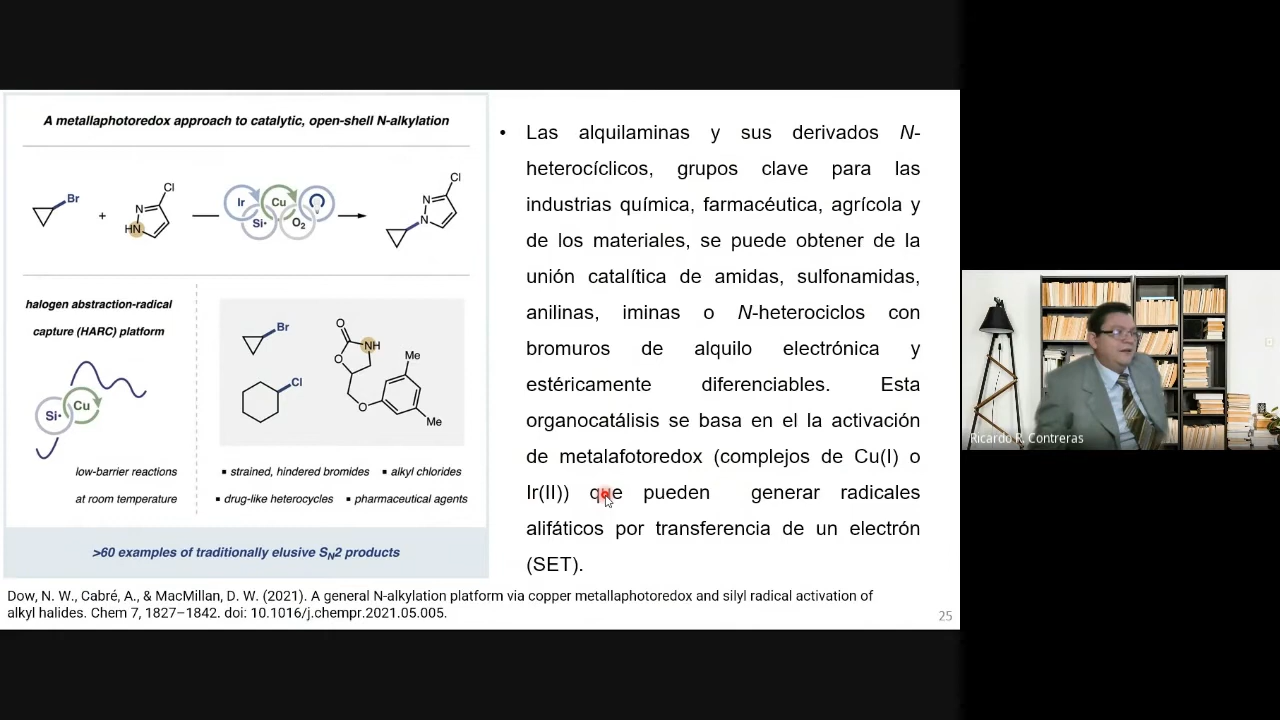 A metallaphotoredox approach to catalytic, open-shell N-alkylation
Br
+
Cl
N
HN
Ir
Cu
Si•
O2
Cl
N
N
halogen abstraction-radical
capture (HARC) platform
Si•
Cu
low-barrier reactions
at room temperature
Br
Cl
O
NH
O
O
Me
Me
▪ strained, hindered bromides ▪ alkyl chlorides
▪ drug-like heterocycles ▪ pharmaceutical agents
>60 examples of traditionally elusive SN2 products
• Las alquilaminas y sus derivados N-
heterocíclicos, grupos clave para las
industrias química, farmacéutica, agrícola y
de los materiales, se puede obtener de la
unión catalítica de amidas, sulfonamidas,
anilinas, iminas o N-heterociclos con
bromuros de alquilo electrónica y
estéricamente diferenciables. Esta
organocatálisis se basa en el la activación
de metalafotoredox (complejos de Cu(I) o
Ir(II)) que pueden generar radicales
alifáticos por transferencia de un electrón
(SET).
Dow, N. W., Cabré, A., & MacMillan, D. W. (2021). A general N-alkylation platform via copper metallaphotoredox and silyl radical activation of
alkyl halides. Chem 7, 1827–1842. doi: 10.1016/j.chempr.2021.05.005.
25
Ricardo R. Contreras